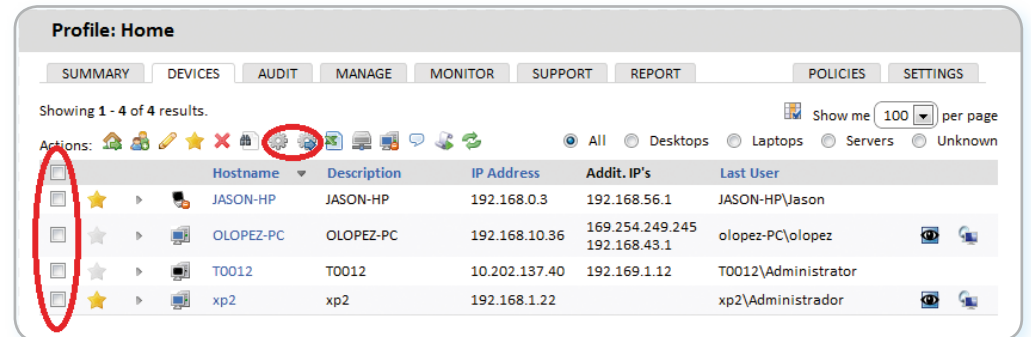 Profile: Home
SUMMARY DEVICES AUDIT MANAGE MONITOR SUPPORT REPORT POLICIES SETTINGS
Showing 1 - 4 of 4 results.
Show me 100 per page
Actions: All Desktops Laptops Servers Unknown
Hostname Description IP Address Addit. IP's Last User
JASON-HP JASON-HP 192.168.0.3 192.168.56.1 JASON-HP\Jason
OLOPEZ-PC OLOPEZ-PC 192.168.10.36 169.254.249.245 olopez-PC\olopez
192.168.43.1
T0012 T0012 10.202.137.40 192.169.1.12 T0012\Administrator
xp2 xp2 192.168.1.22 xp2\Administrador